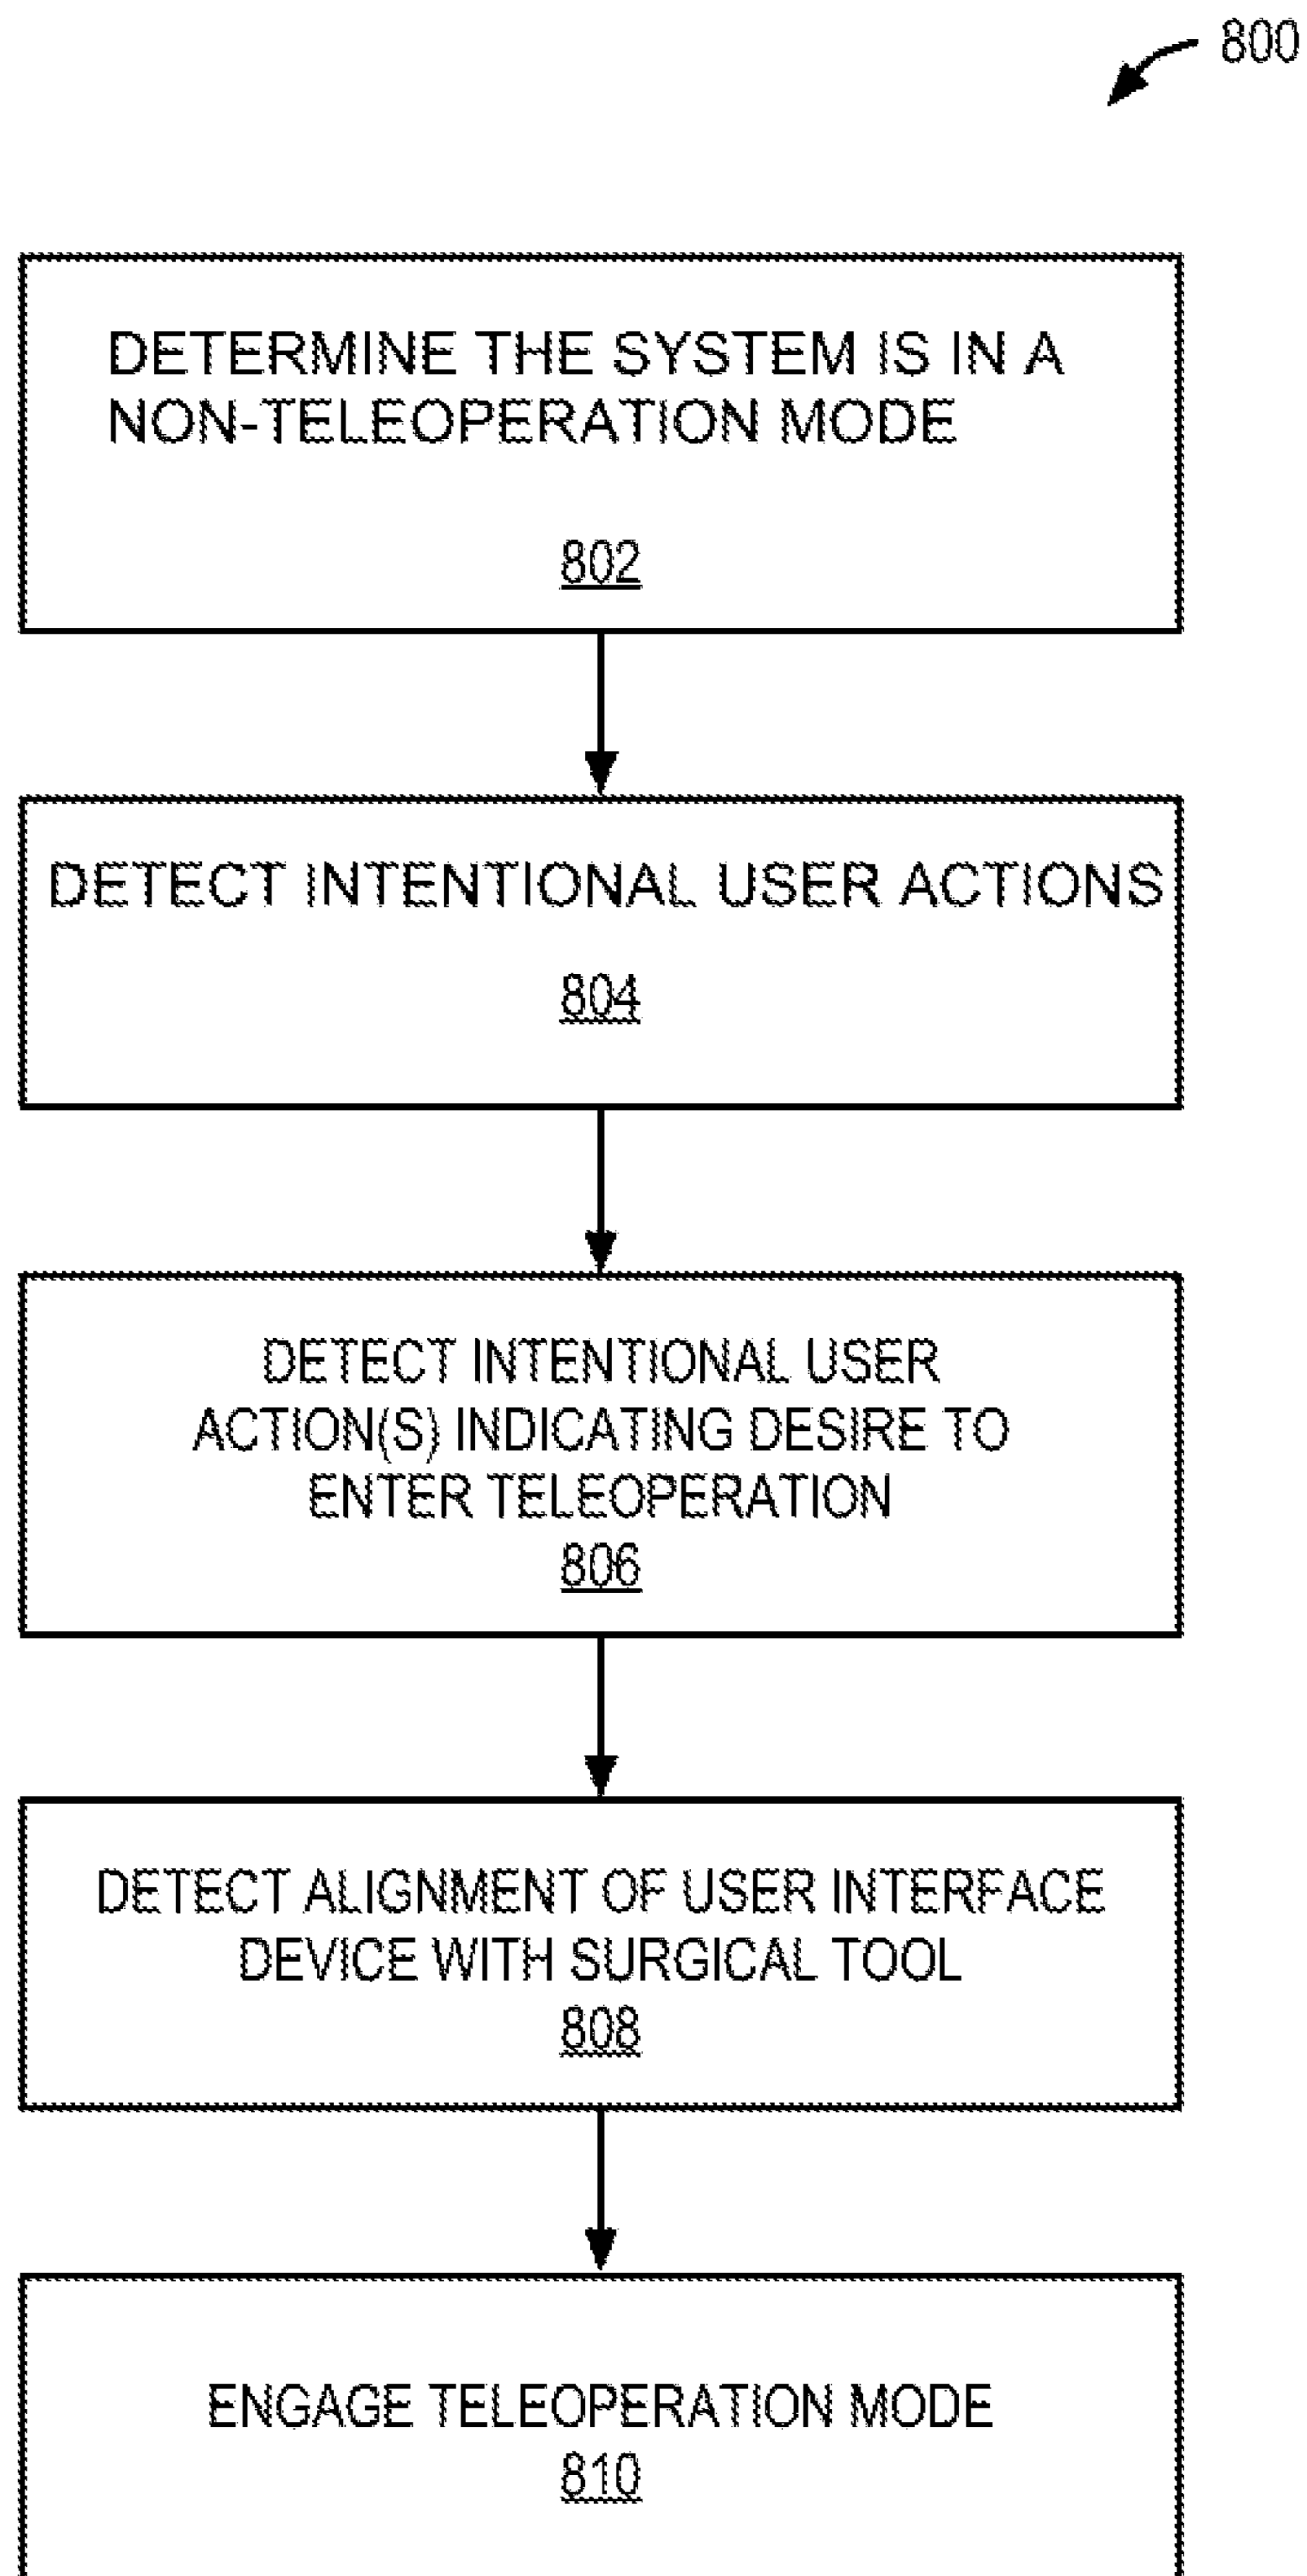 800
DETERMINE THE SYSTEM IS IN A
NON-TELEOPERATION MODE
802
DETECT INTENTIONAL USER ACTIONS
804
DETECT INTENTIONAL USER
ACTION(S) INDICATING DESIRE TO
ENTER TELEOPERATION
806
DETECT ALIGNMENT OF USER INTERFACE
DEVICE WITH SURGICAL TOOL
808
ENGAGE TELEOPERATION MODE
810